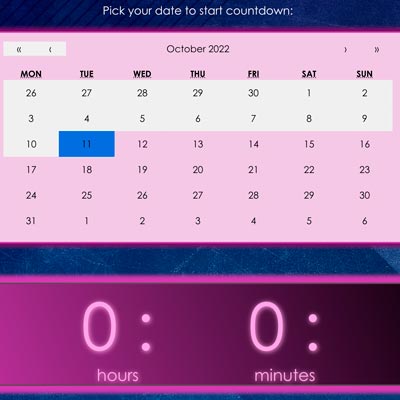 Pick your date to start countdown:
« ‹ October 2022 › »
MON TUE WED THU FRI SAT SUN
26 27 28 29 30 1 2
3 4 5 6 7 8 9
10 11 12 13 14 15 16
17 18 19 20 21 22 23
24 25 26 27 28 29 30
31 1 2 3 4 5 6
0 : 0 :
hours minutes